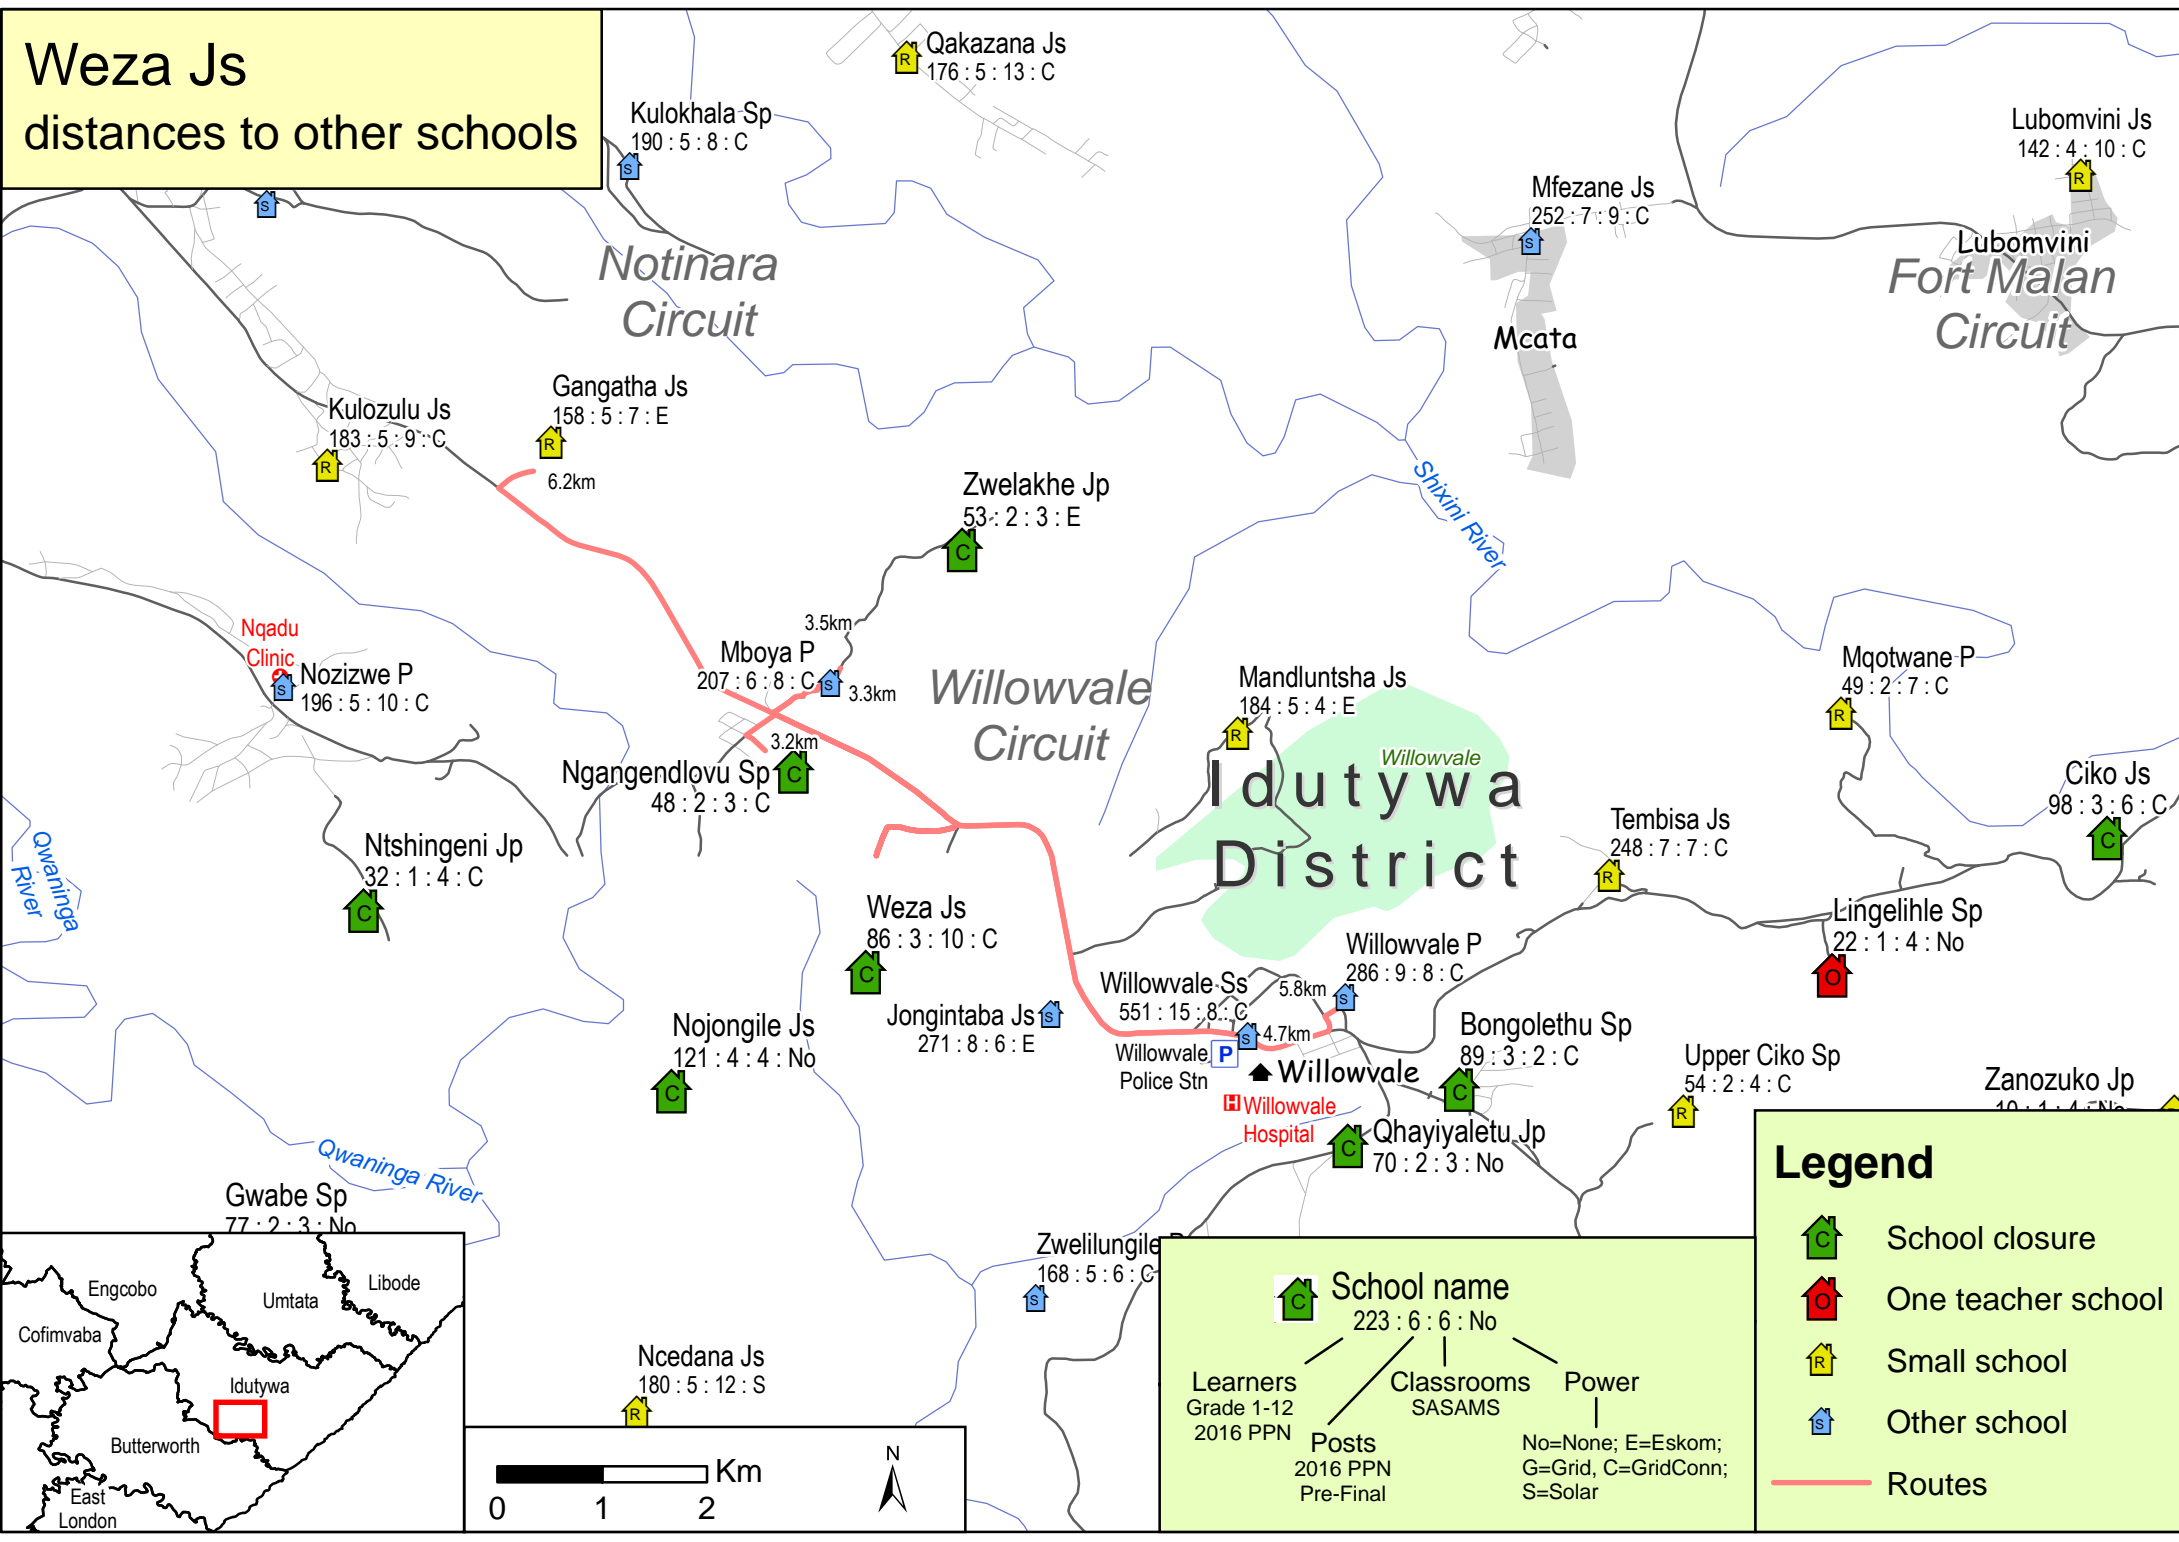 Weza Js
distances to other schools
Qakazana Js
176 : 5 : 13 : C
Kulokhala Sp
190 : 5 : 8 : C
S
R
S
Lubomvini Js
142 : 4 : 10 : C
R
Mfezane Js
252 : 7 : 9 : C
S
Lubomvini
Fort Malan
Circuit
Notinara
Circuit
Mcata
Gangatha Js
158 : 5 : 7 : E
R
6.2km
Kulozulu Js
183 : 5 : 9 : C
R
Zwelakhe Jp
53 : 2 : 3 : E
C
Shixini River
3.5km
Nqadu
Clinic
Nozizwe P
196 : 5 : 10 : C
S
Mboya P
207 : 6 : 8 : C
S
3.3km
Willowvale
Circuit
Mandluntsha Js
184 : 5 : 4 : E
R
Mqotwane P
49 : 2 : 7 : C
R
3.2km
Ngangendlovu Sp
48 : 2 : 3 : C
C
Willowvale
Idutywa
District
Ciko Js
98 : 3 : 6 : C
C
Tembisa Js
248 : 7 : 7 : C
R
Qwaninga
River
Ntshingeni Jp
32 : 1 : 4 : C
C
Weza Js
86 : 3 : 10 : C
C
Lingelihle Sp
22 : 1 : 4 : No
O
Willowvale P
286 : 9 : 8 : C
S
5.8km
Willowvale Ss
551 : 15 : 8 : C
S
4.7km
Jongintaba Js
271 : 8 : 6 : E
S
Nojongile Js
121 : 4 : 4 : No
C
Willowvale
Police Stn
P
Willowvale
Bongolethu Sp
89 : 3 : 2 : C
C
Upper Ciko Sp
54 : 2 : 4 : C
R
Zanozuko Jp
10 : 1 : 4 : No
H Willowvale
Hospital
Qhayiyaletu Jp
70 : 2 : 3 : No
C
Qwaninga River
Gwabe Sp
77 : 2 : 3 : No
Zwelilungile
168 : 5 : 6 : C
S
Ncedana Js
180 : 5 : 12 : S
R
Engcobo
Umtata
Libode
Cofimvaba
Idutywa
Butterworth
East
London
Km
0 1 2
N
C School name
223 : 6 : 6 : No
Learners
Grade 1-12
2016 PPN
Posts
2016 PPN
Pre-Final
Classrooms
SASAMS
Power
No=None; E=Eskom;
G=Grid, C=GridConn;
S=Solar
Legend
C School closure
O One teacher school
R Small school
S Other school
Routes